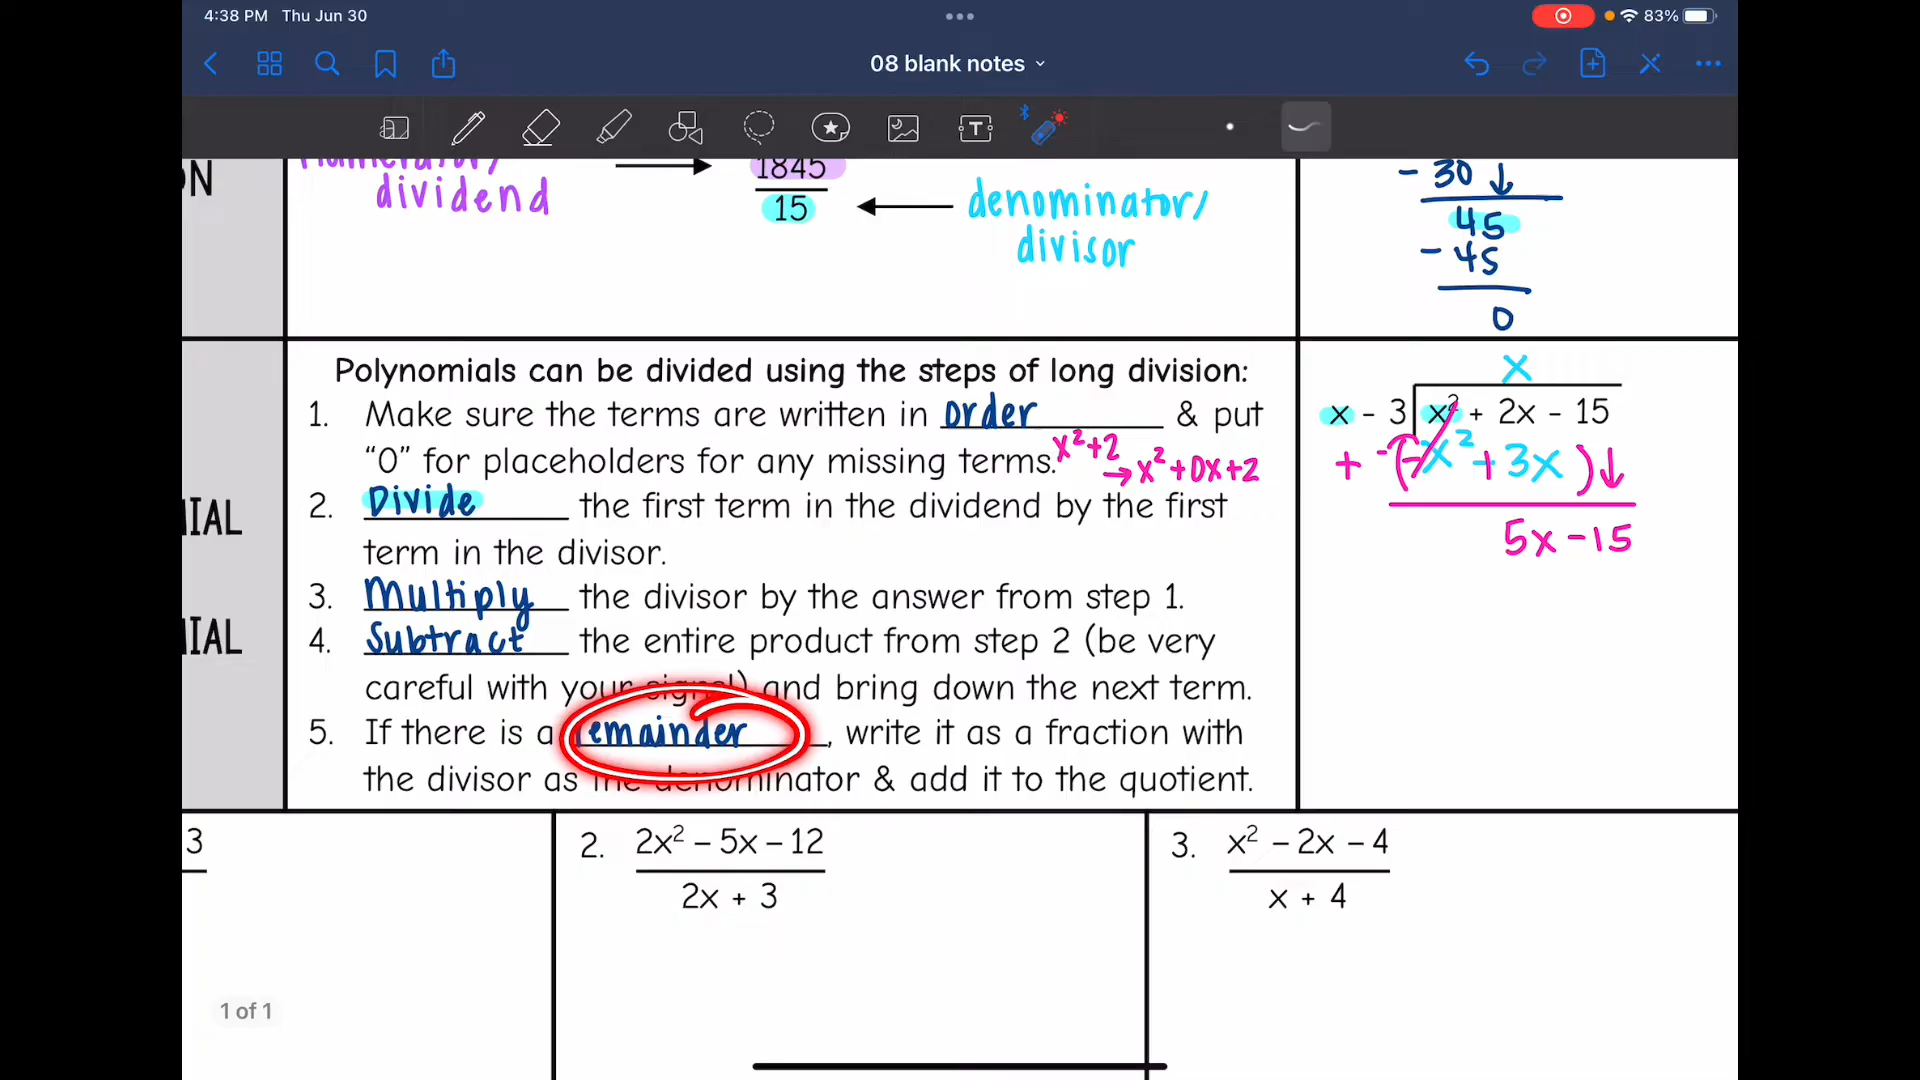 4:38 PM Thu Jun 30
83%
08 blank notes
ON
dividend
1845
15
denominator/
divisor
- 30 ↓
45
- 45
0
Polynomials can be divided using the steps of long division:
1. Make sure the terms are written in order & put
“0” for placeholders for any missing terms.
x² + 2
→ x² + 0x + 2
2. Divide the first term in the dividend by the first
term in the divisor.
3. Multiply the divisor by the answer from step 1.
4. Subtract the entire product from step 2 (be very
careful with your signs!) and bring down the next term.
5. If there is a remainder, write it as a fraction with
the divisor as the denominator & add it to the quotient.
x
x - 3 x² + 2x - 15
+ -(-x² + 3x) ↓
5x - 15
MIAL
MIAL
3
2. 2x² – 5x – 12
2x + 3
3. x² – 2x – 4
x + 4
1 of 1